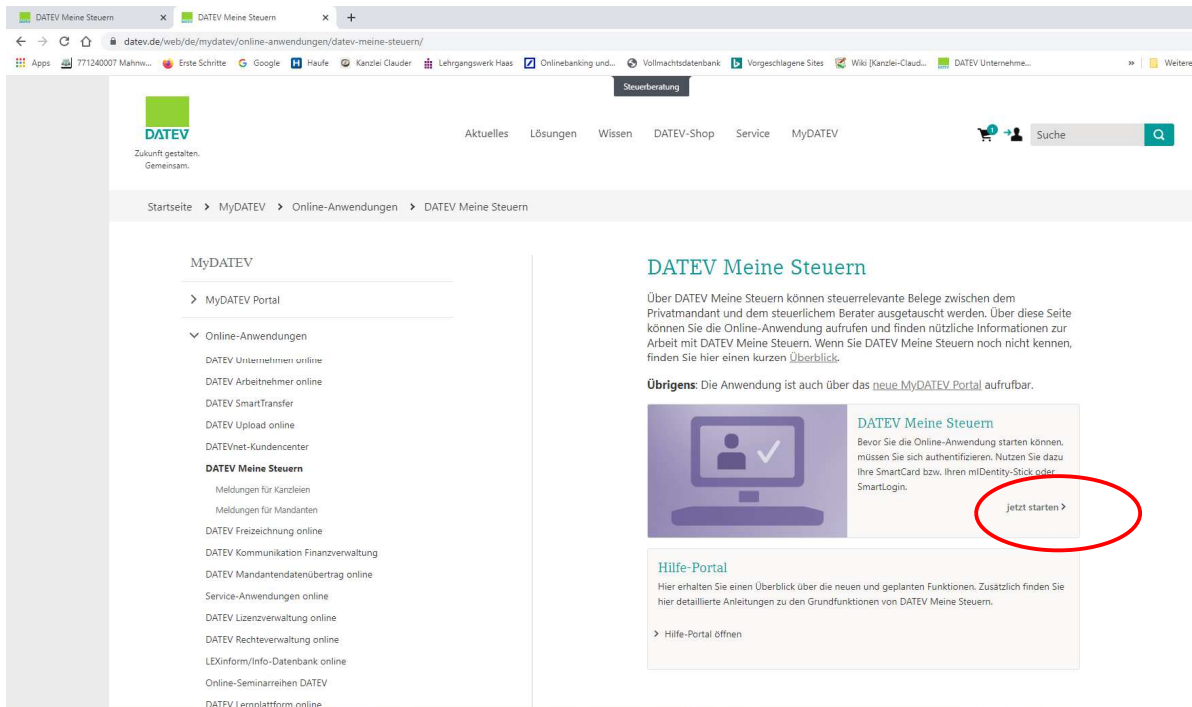 DATEV Meine Steuern
DATEV Meine Steuern
datev.de/web/de/mydatev/online-anwendungen/datev-meine-steuern/
Apps 771240007 Mahnw... Erste Schritte Google Haufe Kanzlei Clauder Lehrgangswerk Haas Onlinebanking und... Vollmachtsdatenbank Vorgeschlagene Sites Wiki [Kanzlei-Claud... DATEV Unternehme... » Weitere
Steuerberatung
DATEV
Zukunft gestalten.
Gemeinsam.
Aktuelles Lösungen Wissen DATEV-Shop Service MyDATEV
1
Suche
Startseite > MyDATEV > Online-Anwendungen > DATEV Meine Steuern
MyDATEV
MyDATEV Portal
Online-Anwendungen
DATEV Unternehmen online
DATEV Arbeitnehmer online
DATEV SmartTransfer
DATEV Upload online
DATEVnet-Kundencenter
DATEV Meine Steuern
Meldungen für Kanzleien
Meldungen für Mandanten
DATEV Freizeichnung online
DATEV Kommunikation Finanzverwaltung
DATEV Mandantendatenübertrag online
Service-Anwendungen online
DATEV Lizenzverwaltung online
DATEV Rechteverwaltung online
LEXinform/Info-Datenbank online
Online-Seminarreihen DATEV
DATEV Lernplattform online
DATEV Meine Steuern
Über DATEV Meine Steuern können steuerrelevante Belege zwischen dem
Privatmandant und dem steuerlichem Berater ausgetauscht werden. Über diese Seite
können Sie die Online-Anwendung aufrufen und finden nützliche Informationen zur
Arbeit mit DATEV Meine Steuern. Wenn Sie DATEV Meine Steuern noch nicht kennen,
finden Sie hier einen kurzen Überblick.
Übrigens: Die Anwendung ist auch über das neue MyDATEV Portal aufrufbar.
DATEV Meine Steuern
Bevor Sie die Online-Anwendung starten können,
müssen Sie sich authentifizieren. Nutzen Sie dazu
Ihre SmartCard bzw. Ihren mIDentity-Stick oder
SmartLogin.
jetzt starten >
Hilfe-Portal
Hier erhalten Sie einen Überblick über die neuen und geplanten Funktionen. Zusätzlich finden Sie
hier detaillierte Anleitungen zu den Grundfunktionen von DATEV Meine Steuern.
> Hilfe-Portal öffnen